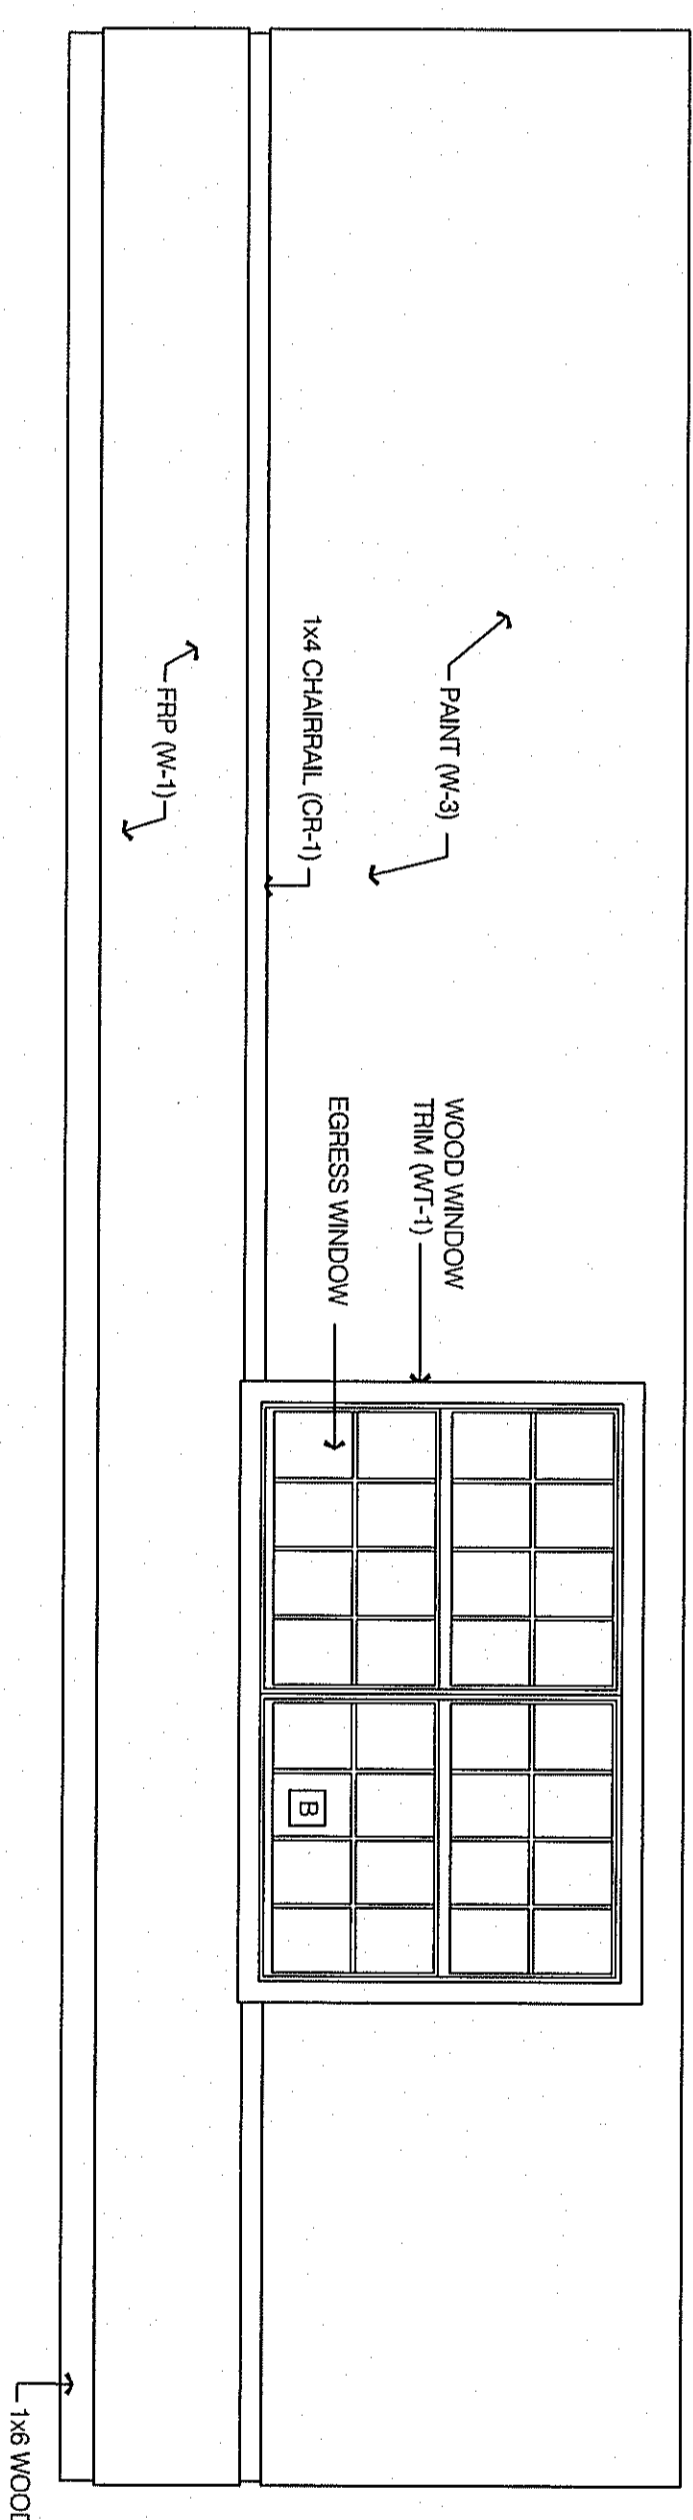 PAINT (W-3)
1x4 CHAIRRAIL (CR-1)
FRP (W-1)
WOOD WINDOW
TRIM (WT-1)
EGRESS WINDOW
B
1x6 WOOD